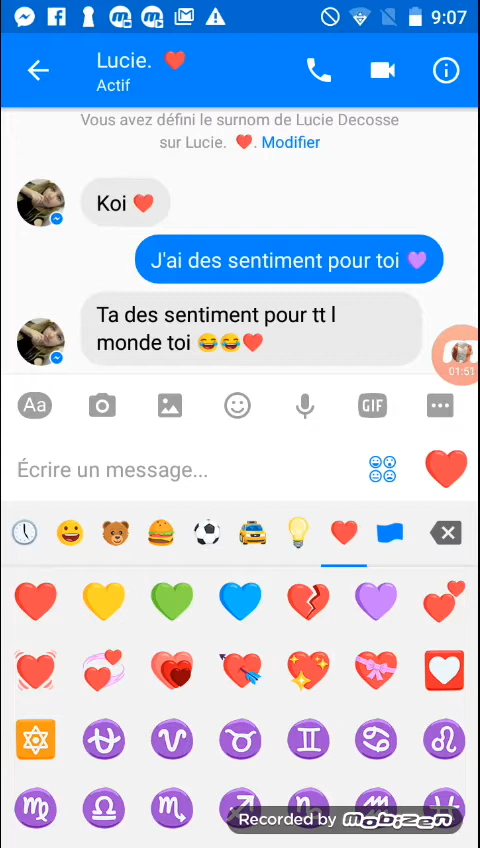 9:07
Lucie. ❤️
Actif
Vous avez défini le surnom de Lucie Decosse
sur Lucie. ❤️. Modifier
Koi ❤️
J'ai des sentiment pour toi 💜
Ta des sentiment pour tt l
monde toi 😂😂❤️
01:51
Aa
GIF
Écrire un message...
Recorded by mobizen